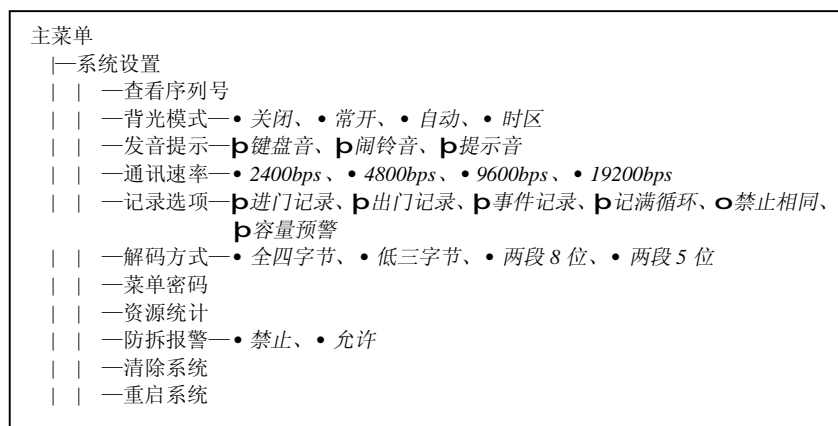 主菜单
|—系统设置
| | —查看序列号
| | —背光模式—• 关闭、• 常开、• 自动、• 时区
| | —发音提示—þ键盘音、þ闹铃音、þ提示音
| | —通讯速率—• 2400bps、• 4800bps、• 9600bps、• 19200bps
| | —记录选项—þ进门记录、þ出门记录、þ事件记录、þ记满循环、o禁止相同、
þ容量预警
| | —解码方式—• 全四字节、• 低三字节、• 两段 8 位、• 两段 5 位
| | —菜单密码
| | —资源统计
| | —防拆报警—• 禁止、• 允许
| | —清除系统
| | —重启系统